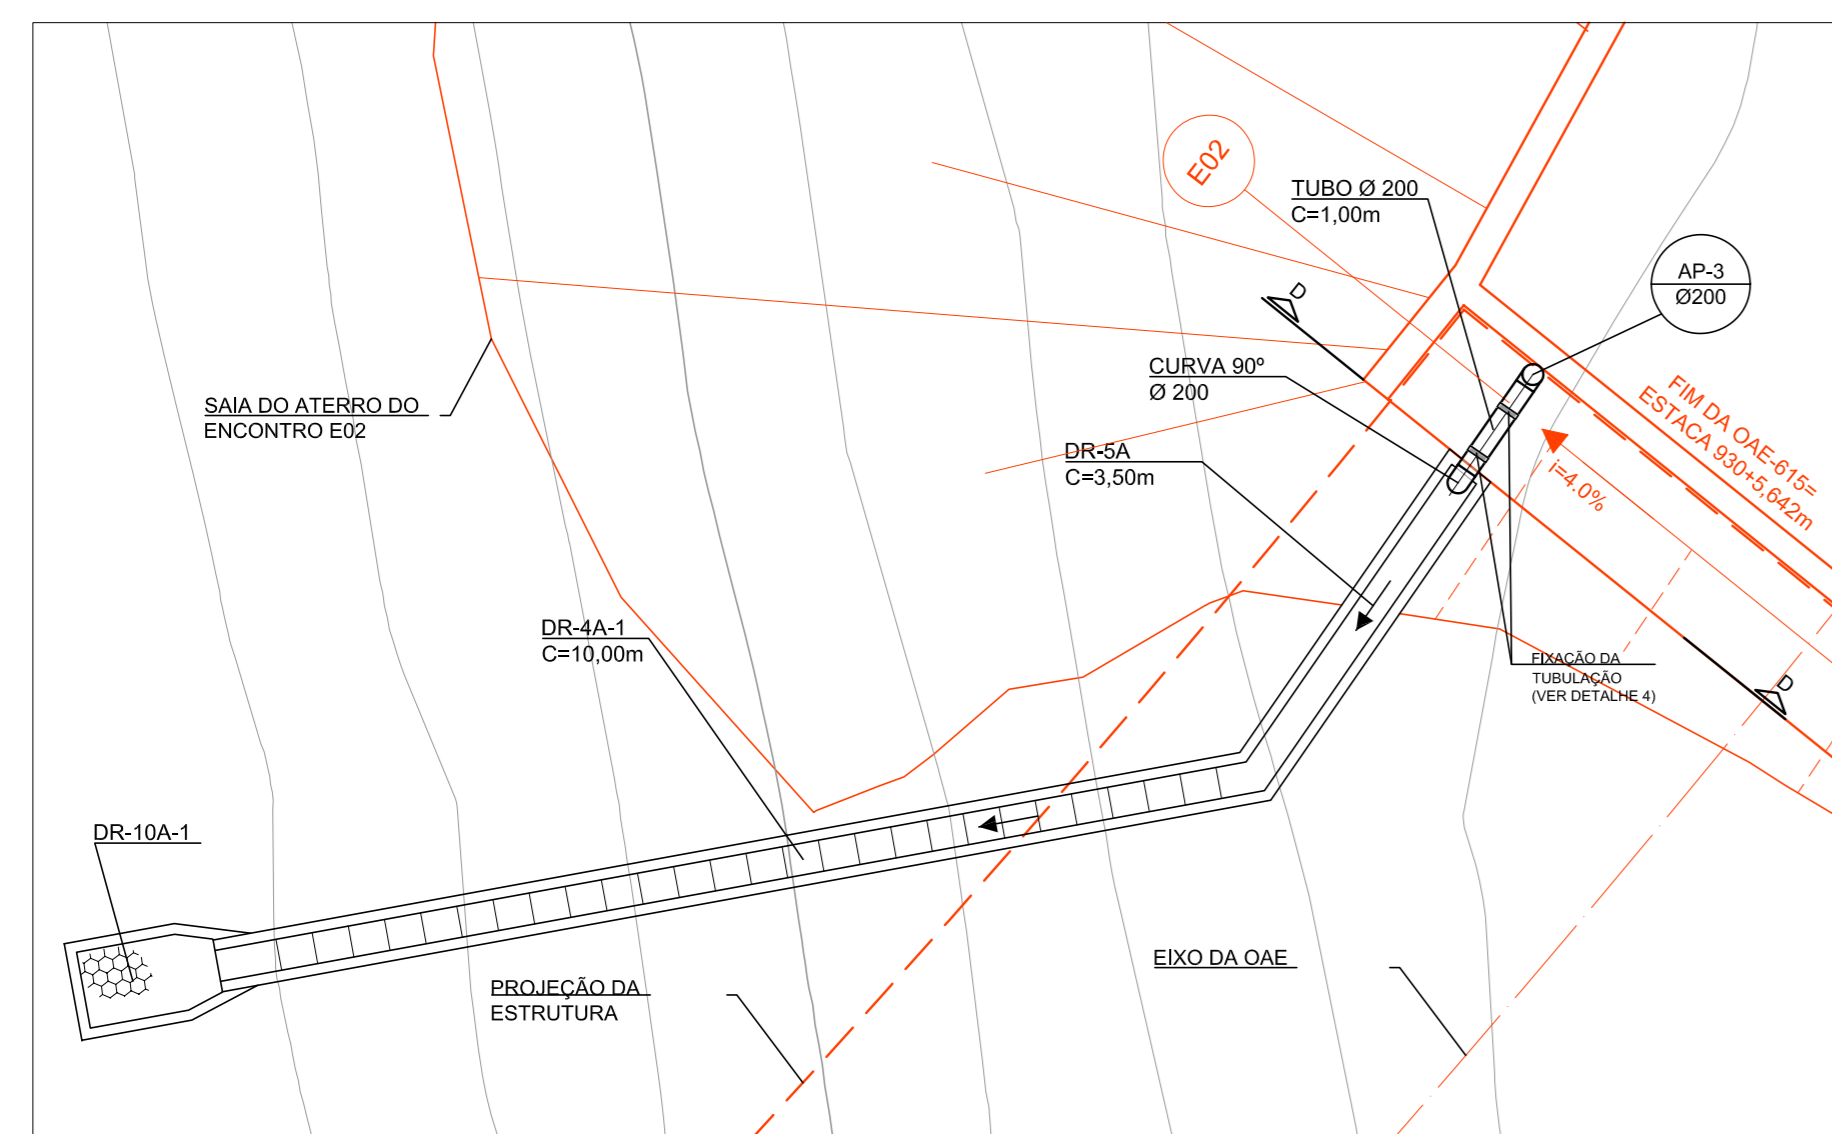 E02
TUBO Ø 200
C=1,00m
AP-3
Ø200
D
CURVA 90º
Ø 200
FIM DA OAE-615=
ESTACA 930+5,642m
SAIA DO ATERRO DO
ENCONTRO E02
DR-5A
C=3,50m
i=4.0%
DR-4A-1
C=10,00m
FIXAÇÃO DA
TUBULAÇÃO
(VER DETALHE 4)
D
DR-10A-1
PROJEÇÃO DA
ESTRUTURA
EIXO DA OAE